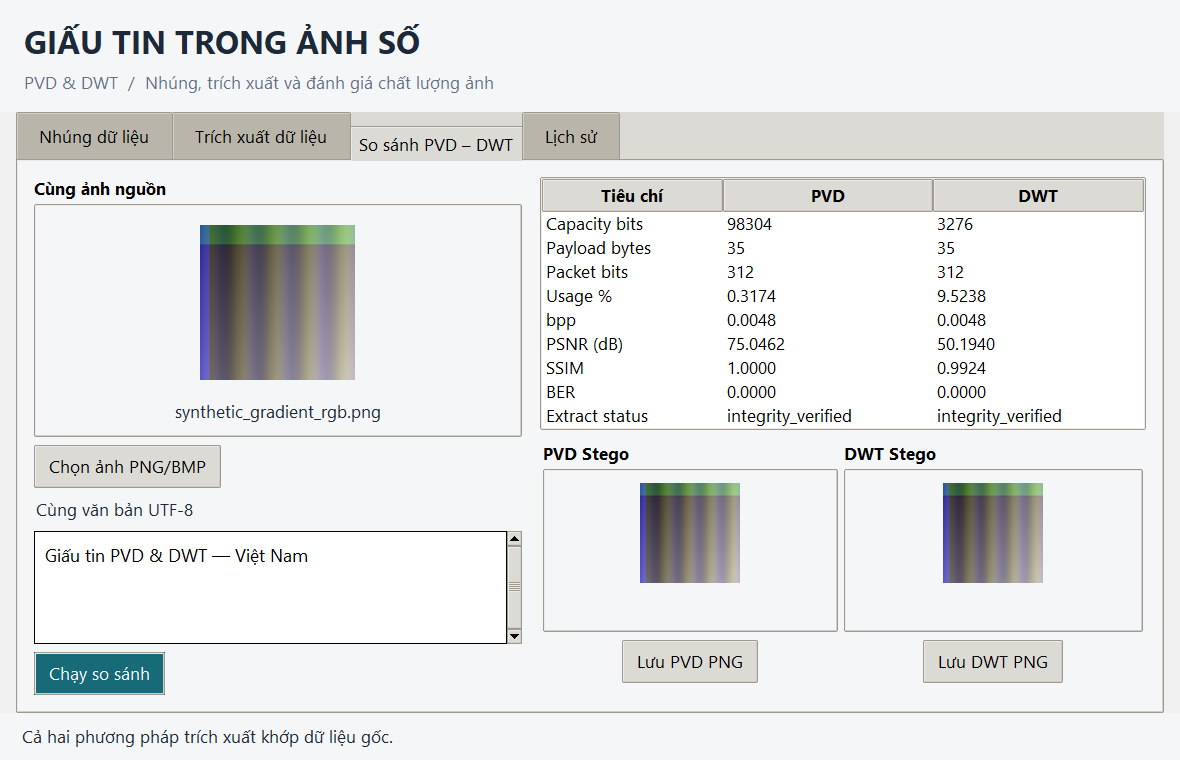 GIẤU TIN TRONG ẢNH SỐ
PVD & DWT / Nhúng, trích xuất và đánh giá chất lượng ảnh
Nhúng dữ liệu
Trích xuất dữ liệu
So sánh PVD – DWT
Lịch sử
Cùng ảnh nguồn
synthetic_gradient_rgb.png
Chọn ảnh PNG/BMP
Cùng văn bản UTF-8
Giấu tin PVD & DWT — Việt Nam
Chạy so sánh
Tiêu chí PVD DWT
Capacity bits 98304 3276
Payload bytes 35 35
Packet bits 312 312
Usage % 0.3174 9.5238
bpp 0.0048 0.0048
PSNR (dB) 75.0462 50.1940
SSIM 1.0000 0.9924
BER 0.0000 0.0000
Extract status integrity_verified integrity_verified
PVD Stego
DWT Stego
Lưu PVD PNG
Lưu DWT PNG
Cả hai phương pháp trích xuất khớp dữ liệu gốc.